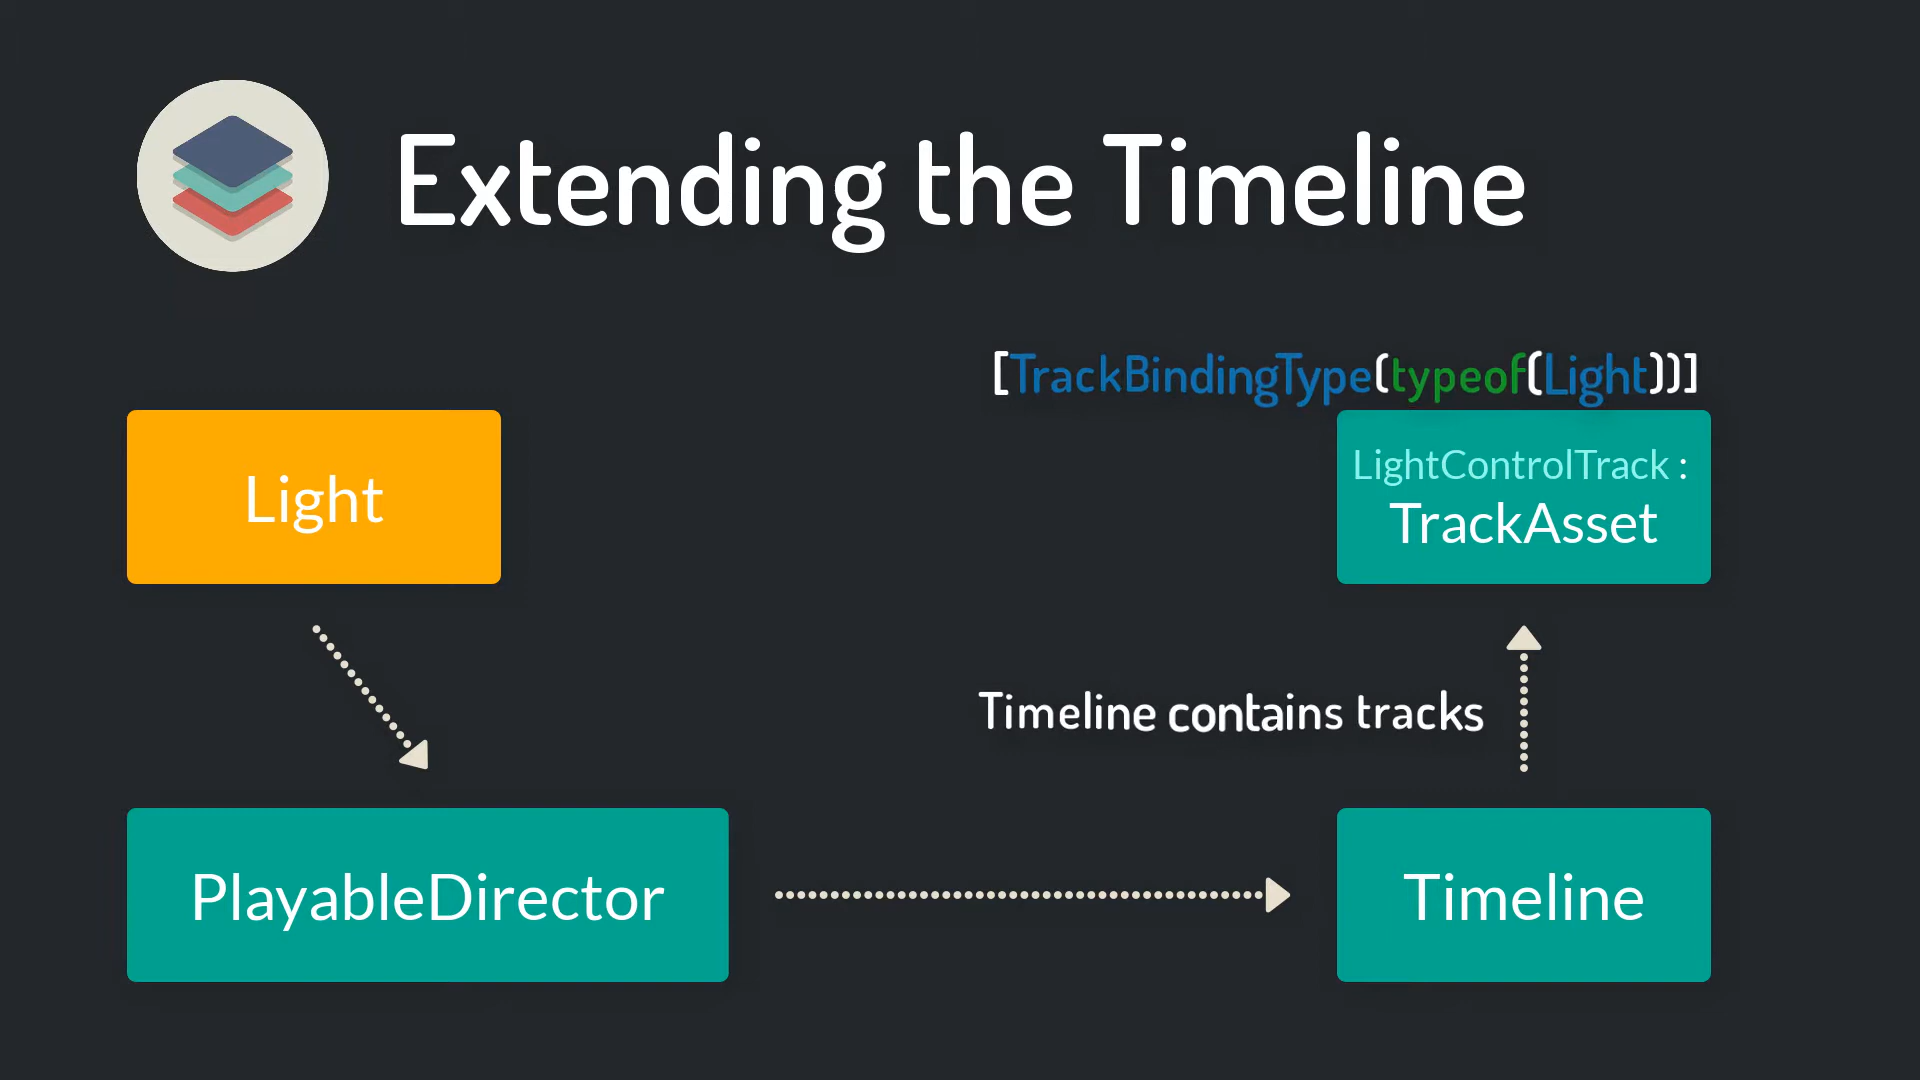 Extending the Timeline
[TrackBindingType(typeof(Light))]
Light
LightControlTrack :
TrackAsset
Timeline contains tracks
PlayableDirector
Timeline